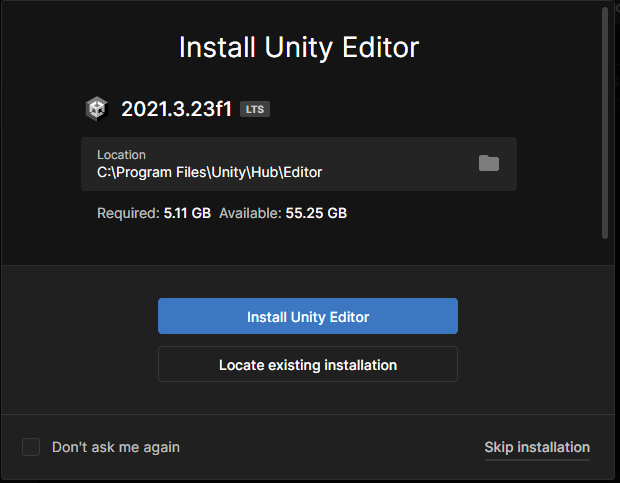 Install Unity Editor
2021.3.23f1 LTS
Location
C:\Program Files\Unity\Hub\Editor
Required: 5.11 GB Available: 55.25 GB
Install Unity Editor
Locate existing installation
Don't ask me again
Skip installation